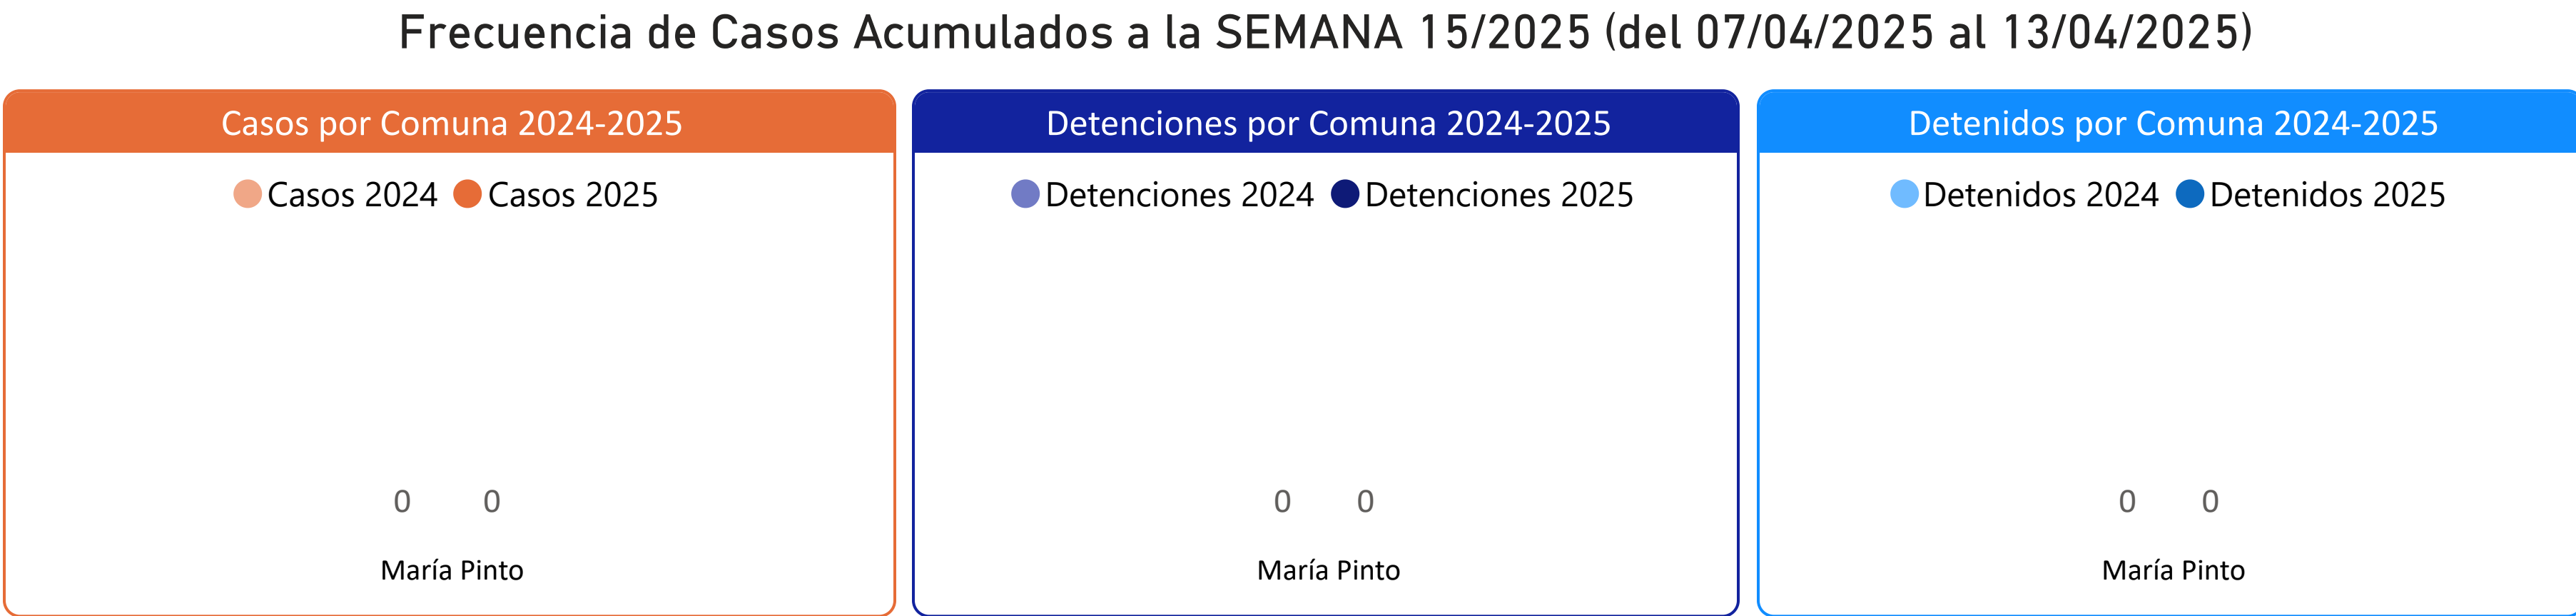 Frecuencia de Casos Acumulados a la SEMANA 15/2025 (del 07/04/2025 al 13/04/2025)
Casos por Comuna 2024-2025
Casos 2024 Casos 2025
0 0
María Pinto
Detenciones por Comuna 2024-2025
Detenciones 2024 Detenciones 2025
0 0
María Pinto
Detenidos por Comuna 2024-2025
Detenidos 2024 Detenidos 2025
0 0
María Pinto